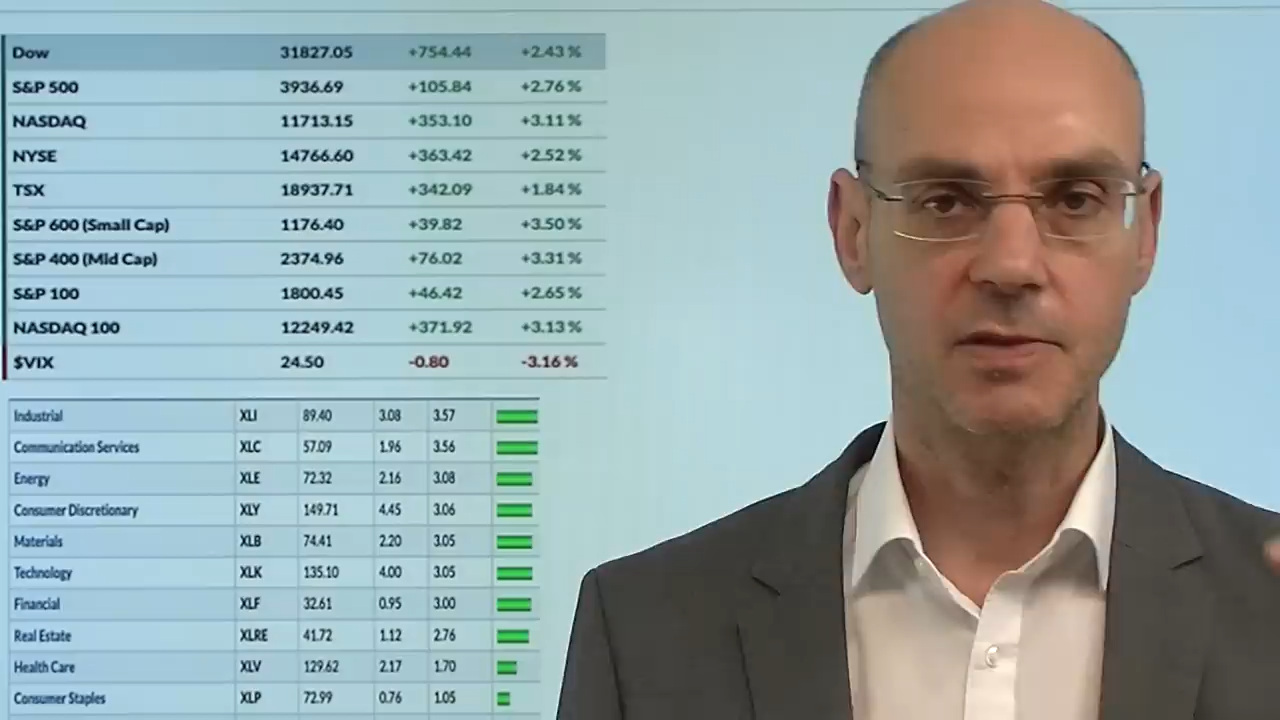 Dow 31827.05 +754.44 +2.43 %
S&P 500 3936.69 +105.84 +2.76 %
NASDAQ 11713.15 +353.10 +3.11 %
NYSE 14766.60 +363.42 +2.52 %
TSX 18937.71 +342.09 +1.84 %
S&P 600 (Small Cap) 1176.40 +39.82 +3.50 %
S&P 400 (Mid Cap) 2374.96 +76.02 +3.31 %
S&P 100 1800.45 +46.42 +2.65 %
NASDAQ 100 12249.42 +371.92 +3.13 %
$VIX 24.50 -0.80 -3.16 %
Industrial XLI 89.40 3.08 3.57
Communication Services XLC 57.09 1.96 3.56
Energy XLE 72.32 2.16 3.08
Consumer Discretionary XLY 149.71 4.45 3.06
Materials XLB 74.41 2.20 3.05
Technology XLK 135.10 4.00 3.05
Financial XLF 32.61 0.95 3.00
Real Estate XLRE 41.72 1.12 2.76
Health Care XLV 129.62 2.17 1.70
Consumer Staples XLP 72.99 0.76 1.05